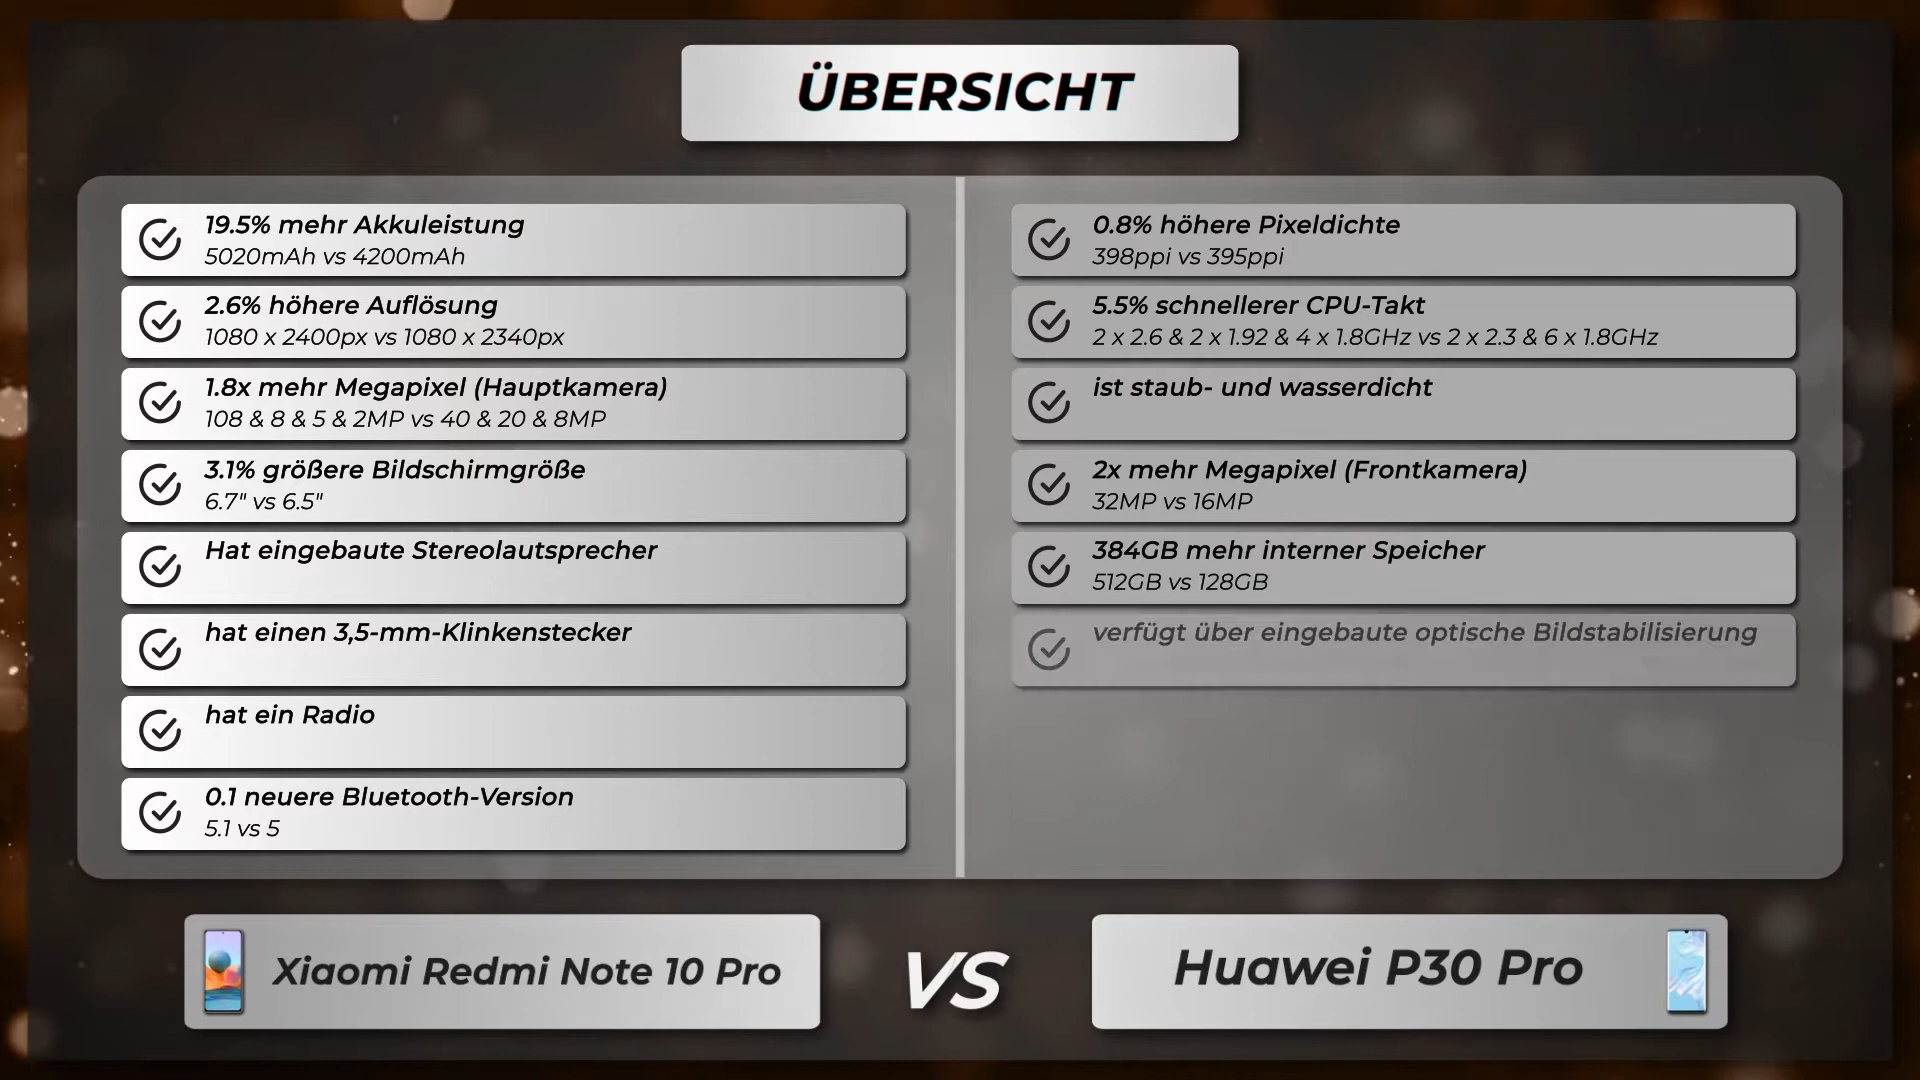 ÜBERSICHT
19.5% mehr Akkuleistung
5020mAh vs 4200mAh
2.6% höhere Auflösung
1080 x 2400px vs 1080 x 2340px
1.8x mehr Megapixel (Hauptkamera)
108 & 8 & 5 & 2MP vs 40 & 20 & 8MP
3.1% größere Bildschirmgröße
6.7" vs 6.5"
Hat eingebaute Stereolautsprecher
hat einen 3,5-mm-Klinkenstecker
hat ein Radio
0.1 neuere Bluetooth-Version
5.1 vs 5
0.8% höhere Pixeldichte
398ppi vs 395ppi
5.5% schnellerer CPU-Takt
2 x 2.6 & 2 x 1.92 & 4 x 1.8GHz vs 2 x 2.3 & 6 x 1.8GHz
ist staub- und wasserdicht
2x mehr Megapixel (Frontkamera)
32MP vs 16MP
384GB mehr interner Speicher
512GB vs 128GB
verfügt über eingebaute optische Bildstabilisierung
Xiaomi Redmi Note 10 Pro
VS
Huawei P30 Pro